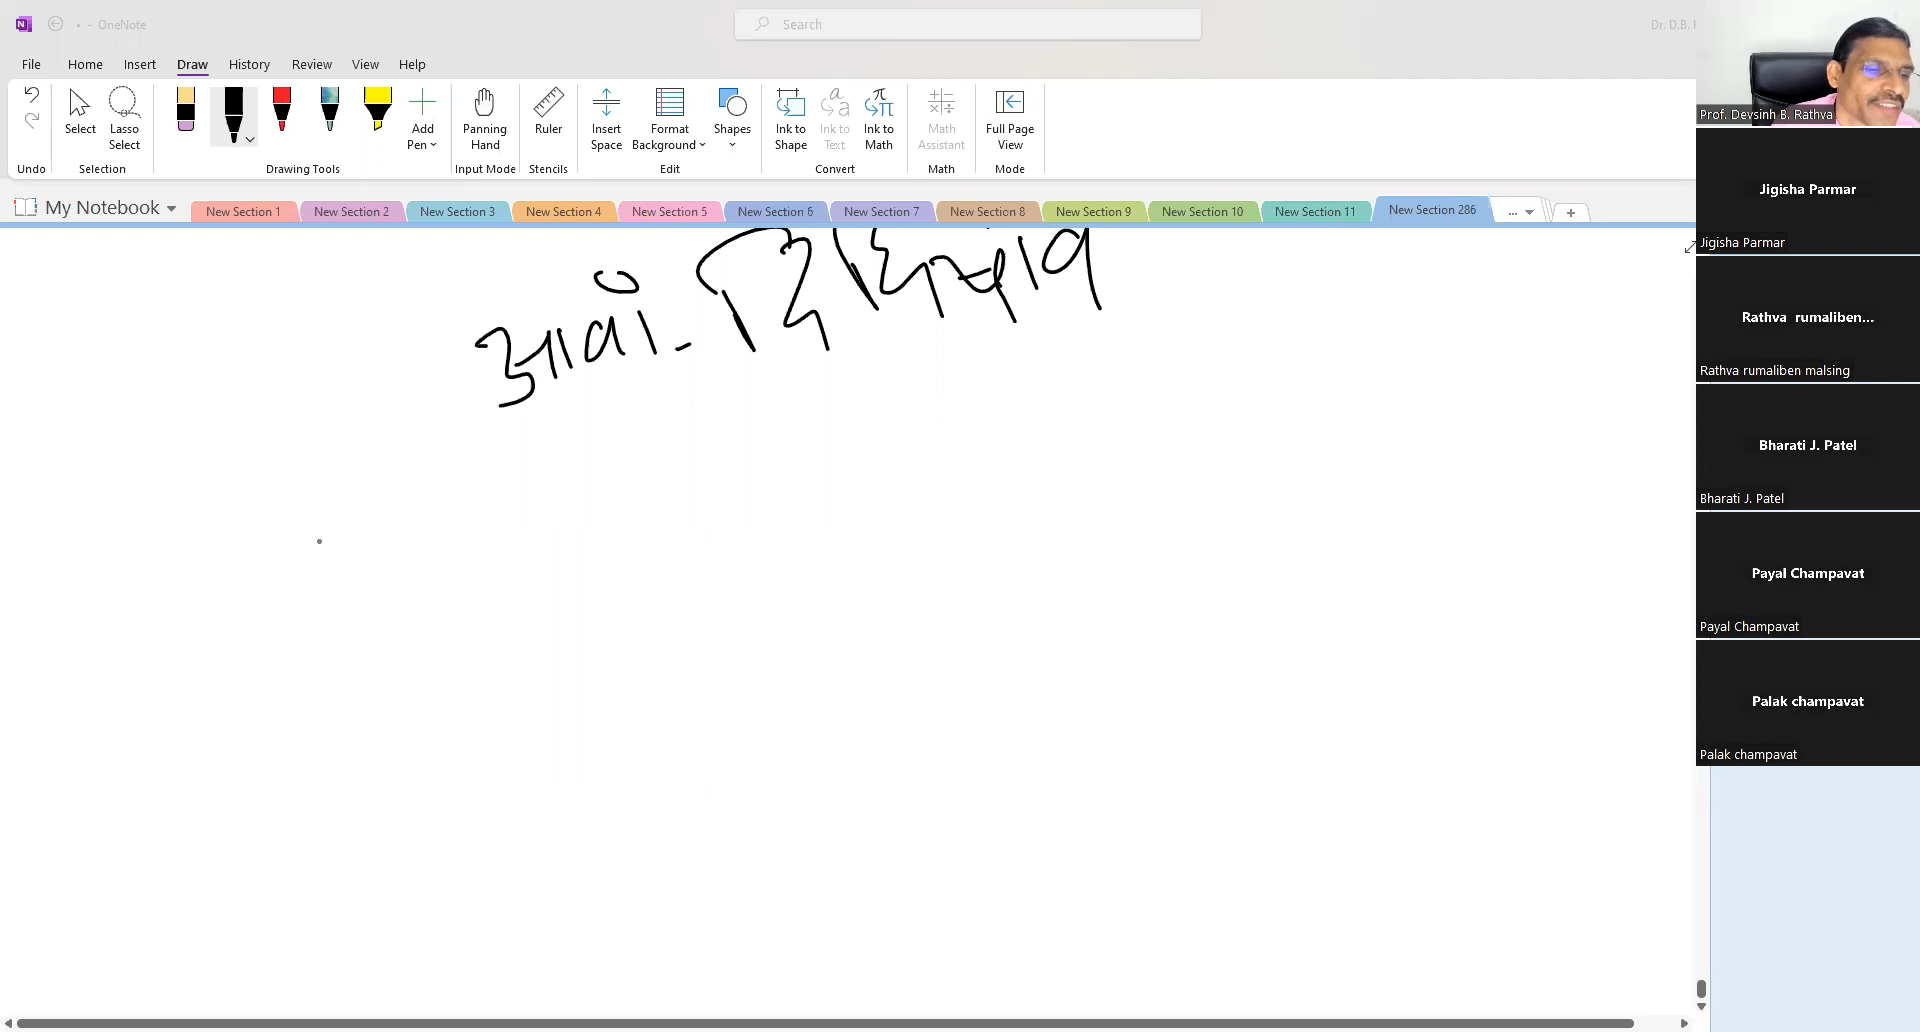 OneNote
Search
Dr. D.B.
File Home Insert Draw History Review View Help
Select
Lasso Select
Add Pen
Panning Hand
Ruler
Insert Space
Format Background
Shapes
Ink to Shape
Ink to Text
Ink to Math
Math Assistant
Full Page View
Undo Selection Drawing Tools Input Mode Stencils Edit Convert Math Mode
My Notebook New Section 1 New Section 2 New Section 3 New Section 4 New Section 5 New Section 6 New Section 7 New Section 8 New Section 9 New Section 10 New Section 11 New Section 286 ...
Prof. Devsinh B. Rathva
Jigisha Parmar
Jigisha Parmar
Rathva rumaliben...
Rathva rumaliben malsing
Bharati J. Patel
Bharati J. Patel
Payal Champavat
Payal Champavat
Palak champavat
Palak champavat